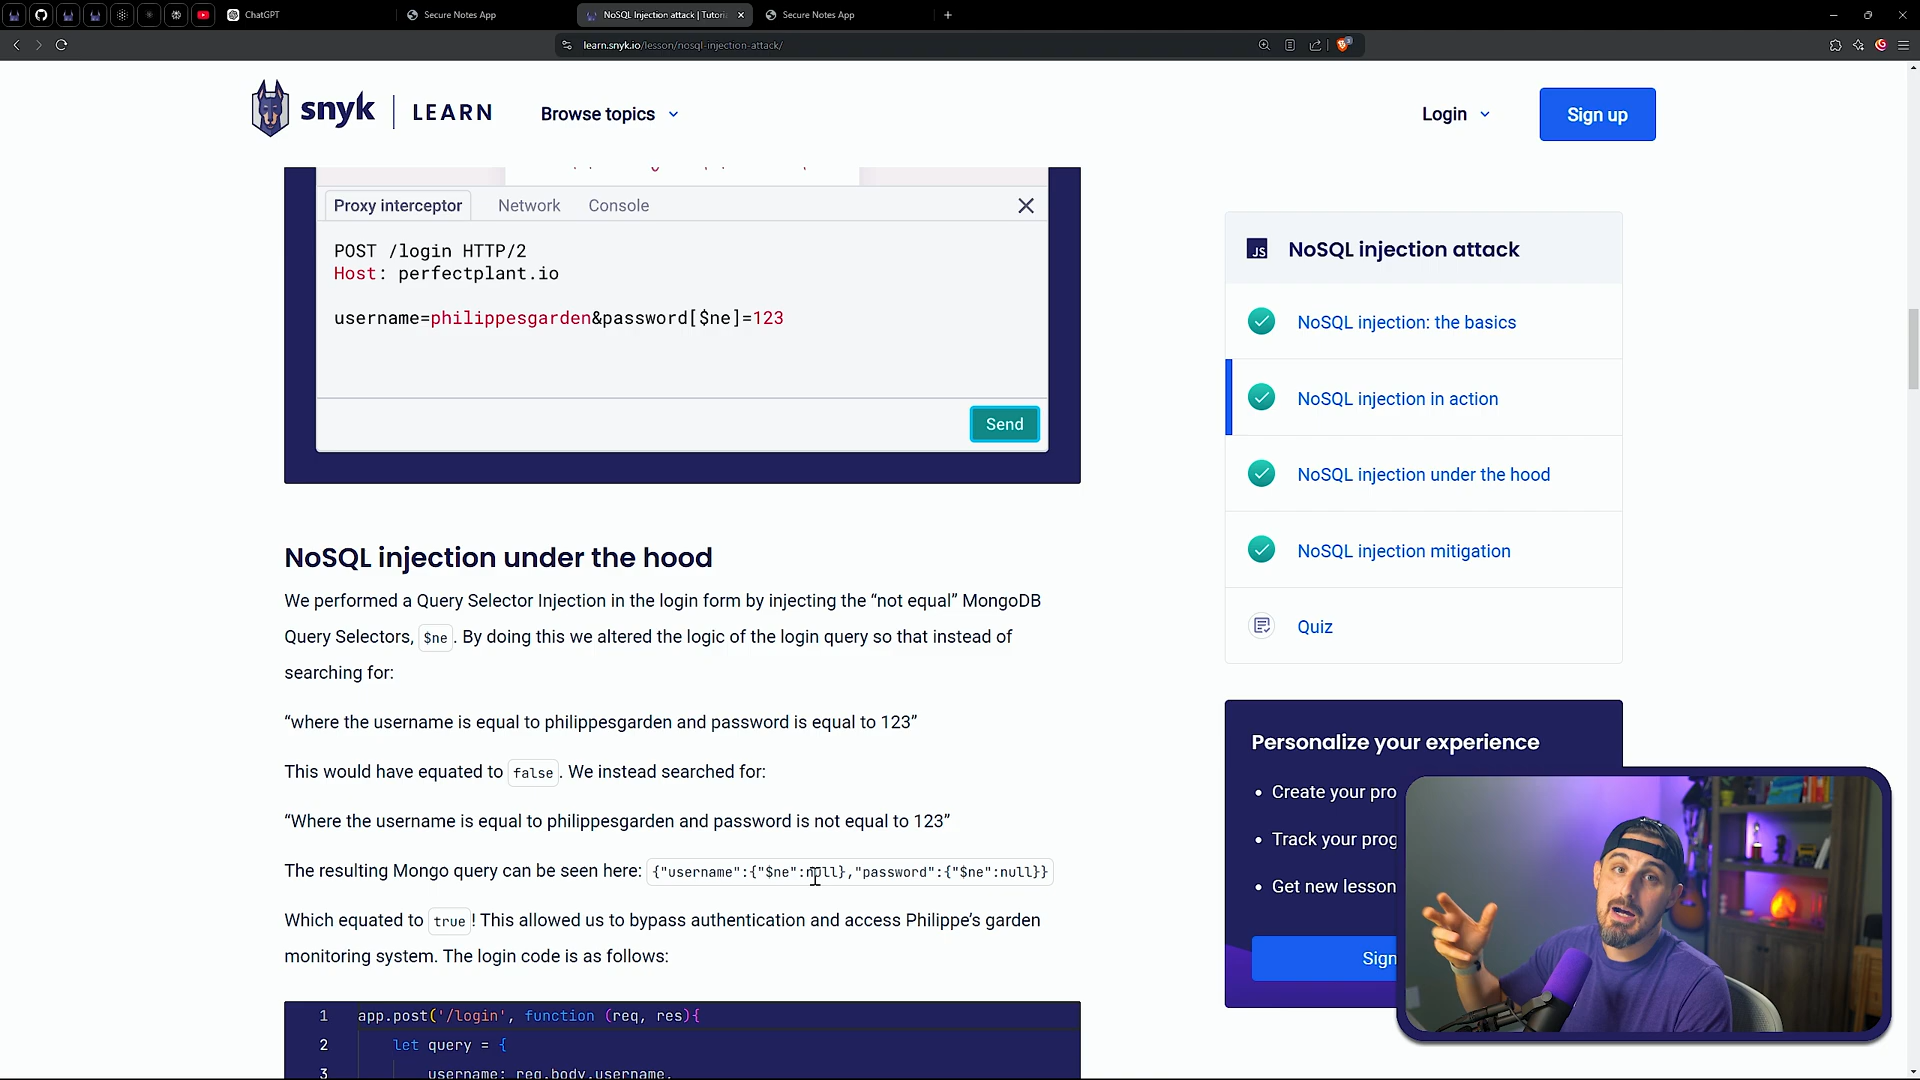 ChatGPT
Secure Notes App
NoSQL Injection attack | Tutori
Secure Notes App
learn.snyk.io/lesson/nosql-injection-attack/
snyk | LEARN
Browse topics
Login
Sign up
Proxy interceptor
Network
Console
POST /login HTTP/2
Host: perfectplant.io
username=philippesgarden&password[$ne]=123
Send
NoSQL injection under the hood
We performed a Query Selector Injection in the login form by injecting the “not equal” MongoDB
Query Selectors, $ne. By doing this we altered the logic of the login query so that instead of
searching for:
“where the username is equal to philippesgarden and password is equal to 123”
This would have equated to false. We instead searched for:
“Where the username is equal to philippesgarden and password is not equal to 123”
The resulting Mongo query can be seen here: {"username":{"$ne":null},"password":{"$ne":null}}
Which equated to true! This allowed us to bypass authentication and access Philippe’s garden
monitoring system. The login code is as follows:
1 app.post('/login', function (req, res){
2 let query = {
3 username: req.body.username,
JS NoSQL injection attack
NoSQL injection: the basics
NoSQL injection in action
NoSQL injection under the hood
NoSQL injection mitigation
Quiz
Personalize your experience
• Create your pro
• Track your prog
• Get new lesson
Sign